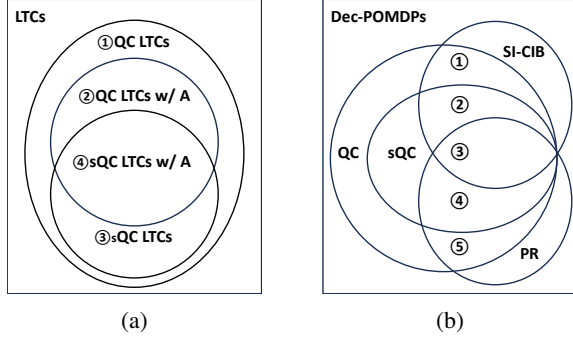 LTCs
①QC LTCs
②QC LTCs w/ A
④sQC LTCs w/ A
③sQC LTCs
(a)
Dec-POMDPs
SI-CIB
①
②
QC
sQC
③
④
⑤
PR
(b)